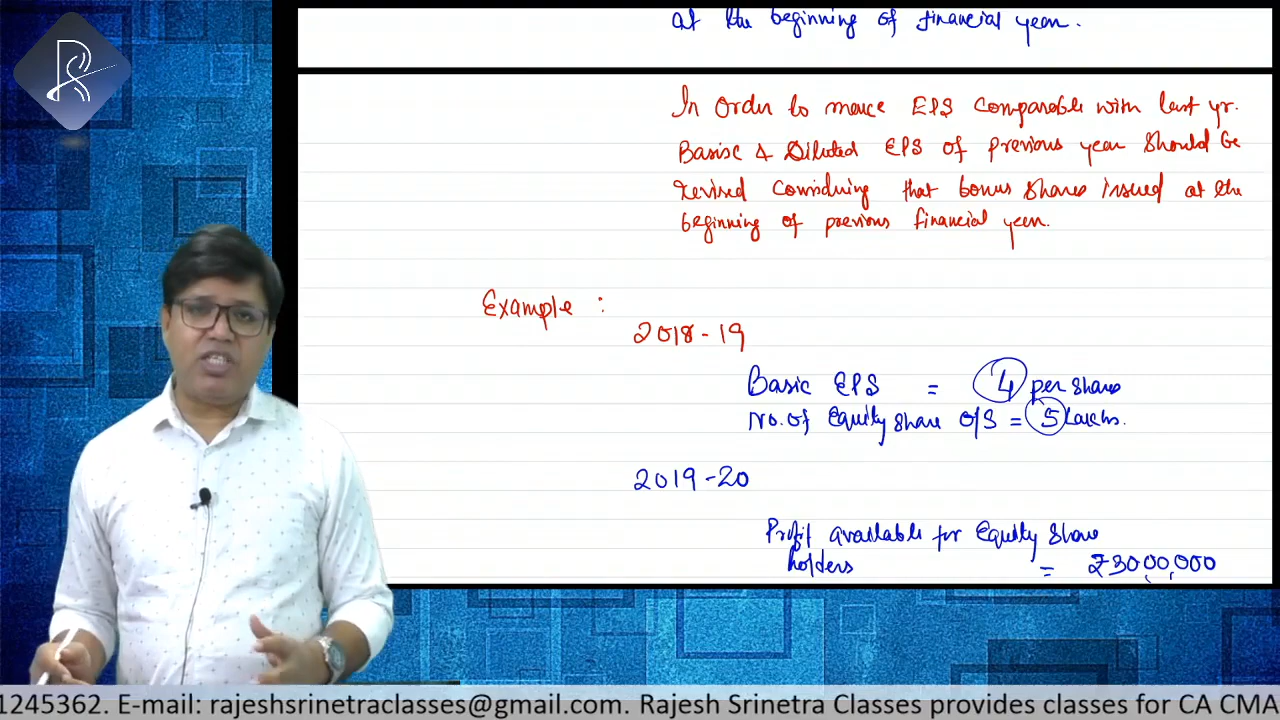 at the beginning of financial year.
In order to make EPS Comparable with last yr.
Basic & Diluted EPS of previous year should be
revised considering that bonus shares issued at the
beginning of previous financial year.
Example :
2018-19
Basic EPS = 4 per share
No. of Equity share o/s = 5 lakhs.
2019-20
Profit available for Equity Share
holders = ₹3000,000
1245362. E-mail: rajeshsrinetraclasses@gmail.com. Rajesh Srinetra Classes provides classes for CA CMA